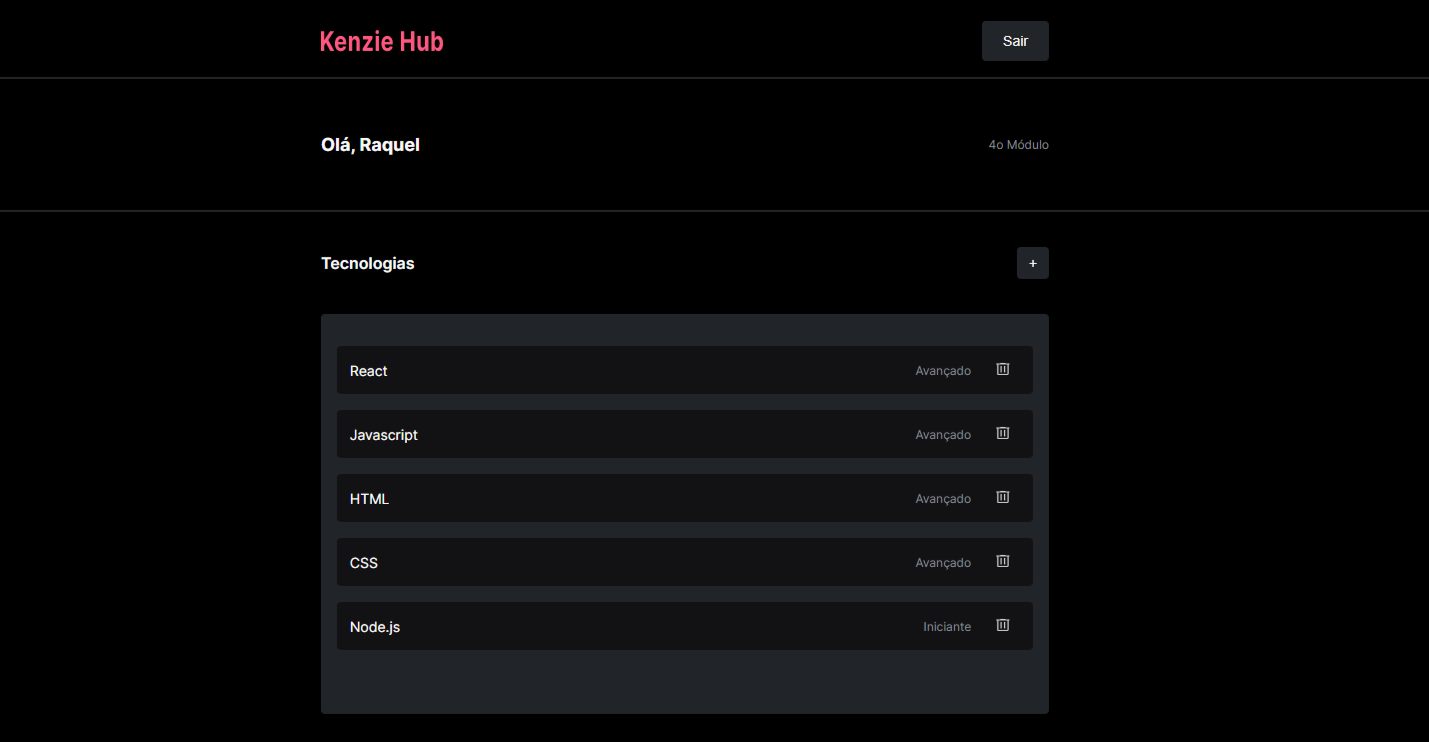 Kenzie Hub
Sair
Olá, Raquel
4o Módulo
Tecnologias
+
React
Avançado
Javascript
Avançado
HTML
Avançado
CSS
Avançado
Node.js
Iniciante